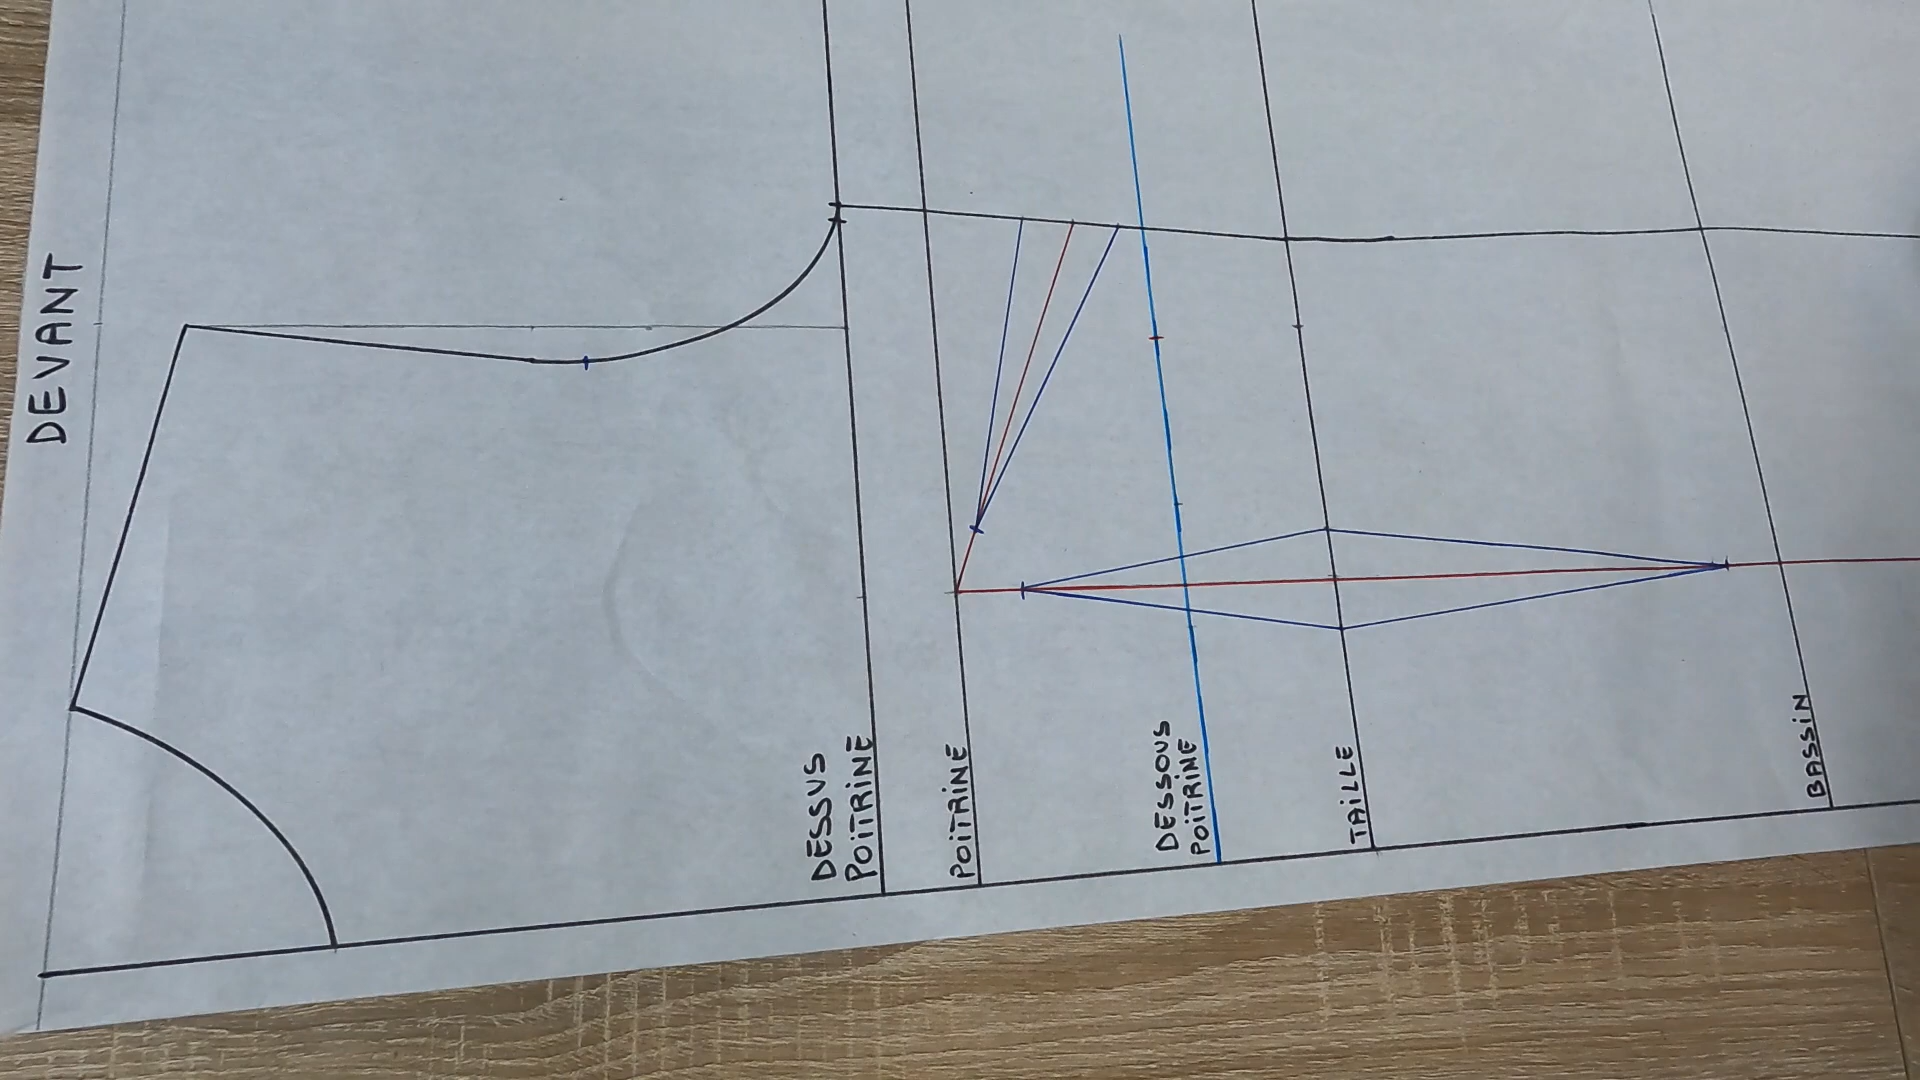 DEVANT
DESSUS
POITRINE
POITRINE
DESSOUS
POITRINE
TAILLE
BASSIN